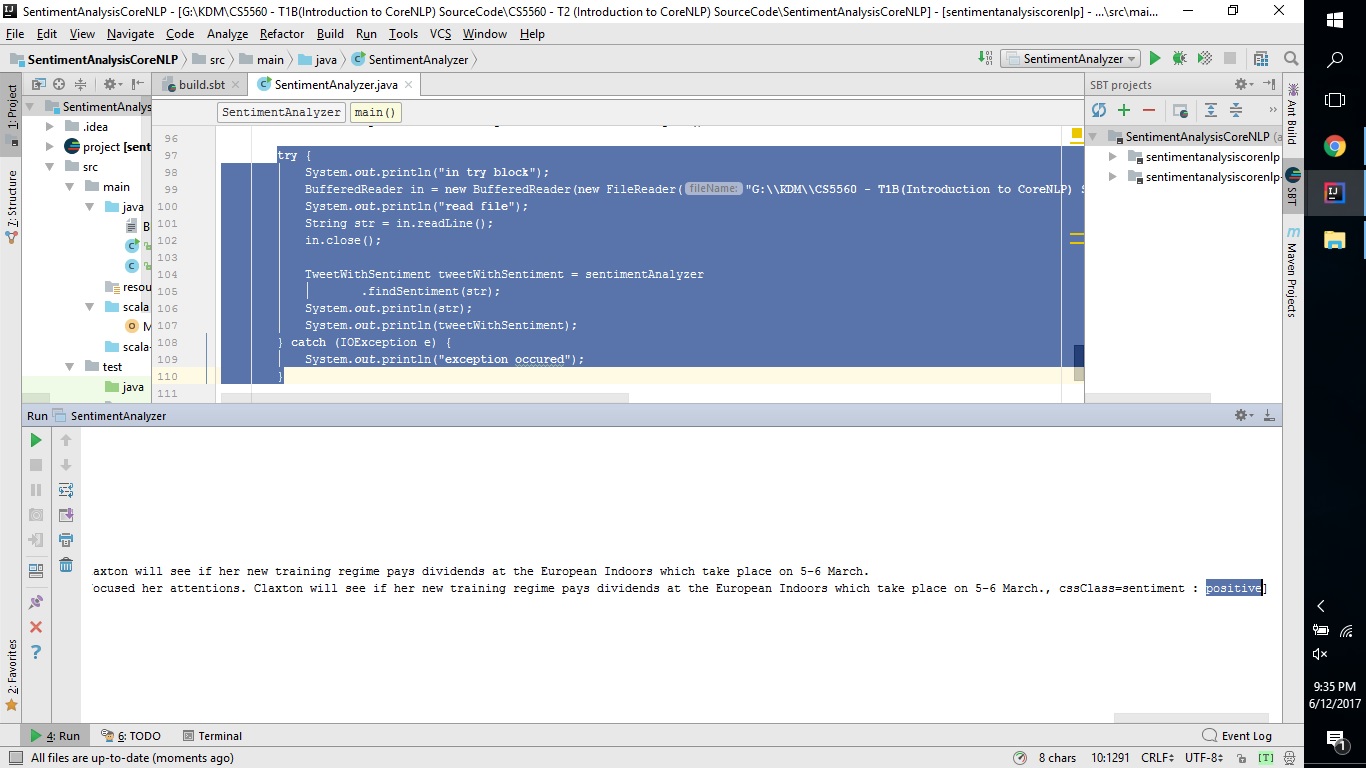 SentimentAnalysisCoreNLP - [G:\KDM\CS5560 - T1B(Introduction to CoreNLP) SourceCode\CS5560 - T2 (Introduction to CoreNLP) SourceCode\SentimentAnalysisCoreNLP] - [sentimentanalysiscorenlp] - ...\src\mai...
File Edit View Navigate Code Analyze Refactor Build Run Tools VCS Window Help
SentimentAnalysisCoreNLP src main java SentimentAnalyzer
SentimentAnalyzer
1: Project
Z: Structure
2: Favorites
build.sbt SentimentAnalyzer.java
SentimentAnalyzer main()
SentimentAnalys
.idea
project [sent
src
main
java
B
resou
scala
M
scala-
test
java
96
97 try {
98 System.out.println("in try block");
99 BufferedReader in = new BufferedReader(new FileReader( fileName: "G:\\KDM\\CS5560 - T1B(Introduction to CoreNLP) S
100 System.out.println("read file");
101 String str = in.readLine();
102 in.close();
103
104 TweetWithSentiment tweetWithSentiment = sentimentAnalyzer
105 .findSentiment(str);
106 System.out.println(str);
107 System.out.println(tweetWithSentiment);
108 } catch (IOException e) {
109 System.out.println("exception occured");
110 }
111
SBT projects
SentimentAnalysisCoreNLP (a
sentimentanalysiscorenlp
sentimentanalysiscorenlp-
Ant Build
SBT
Maven Projects
Run SentimentAnalyzer
axton will see if her new training regime pays dividends at the European Indoors which take place on 5-6 March.
ocused her attentions. Claxton will see if her new training regime pays dividends at the European Indoors which take place on 5-6 March., cssClass=sentiment : positive]
4: Run 6: TODO Terminal Event Log
All files are up-to-date (moments ago) 8 chars 10:1291 CRLF UTF-8 [T]
9:35 PM
6/12/2017
1